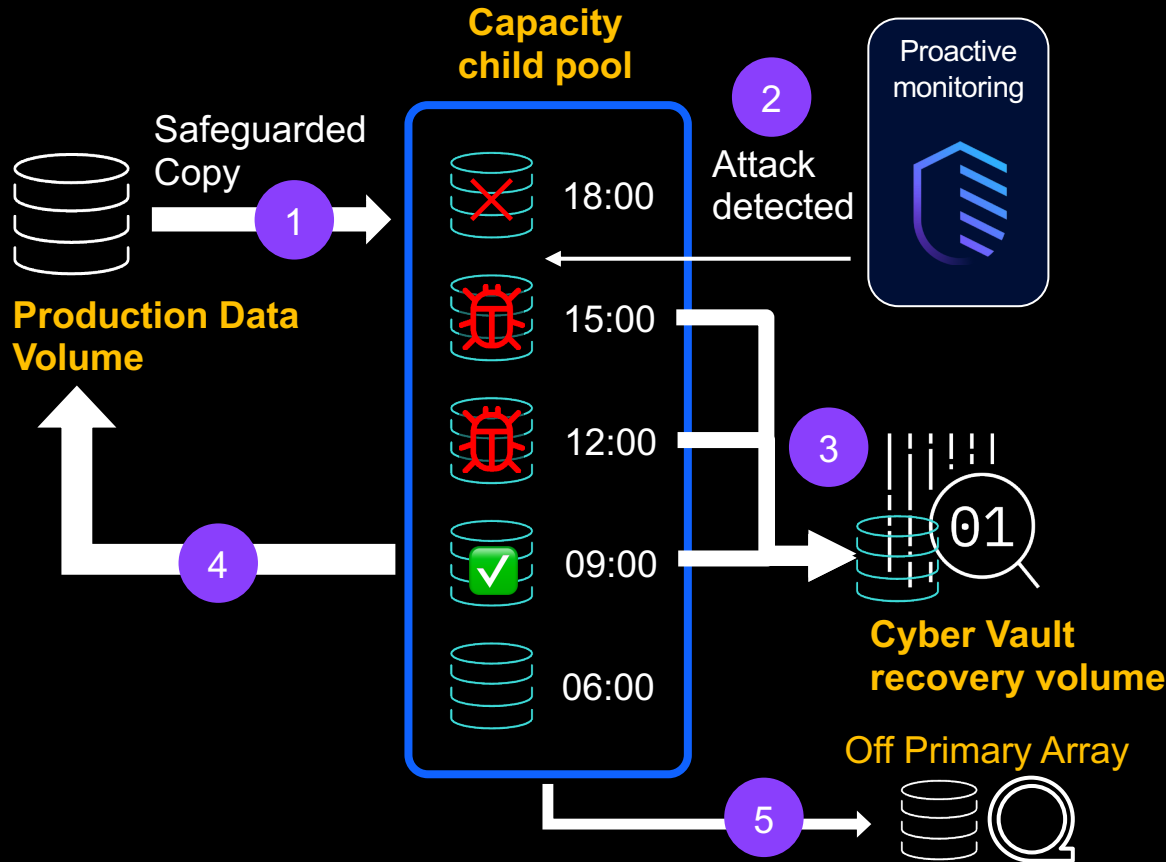 Capacity
child pool
Proactive
monitoring
2
Safeguarded
Copy
1
Attack
detected
18:00
Production Data
Volume
15:00
12:00
3
01
4
09:00
Cyber Vault
recovery volume
06:00
Off Primary Array
5